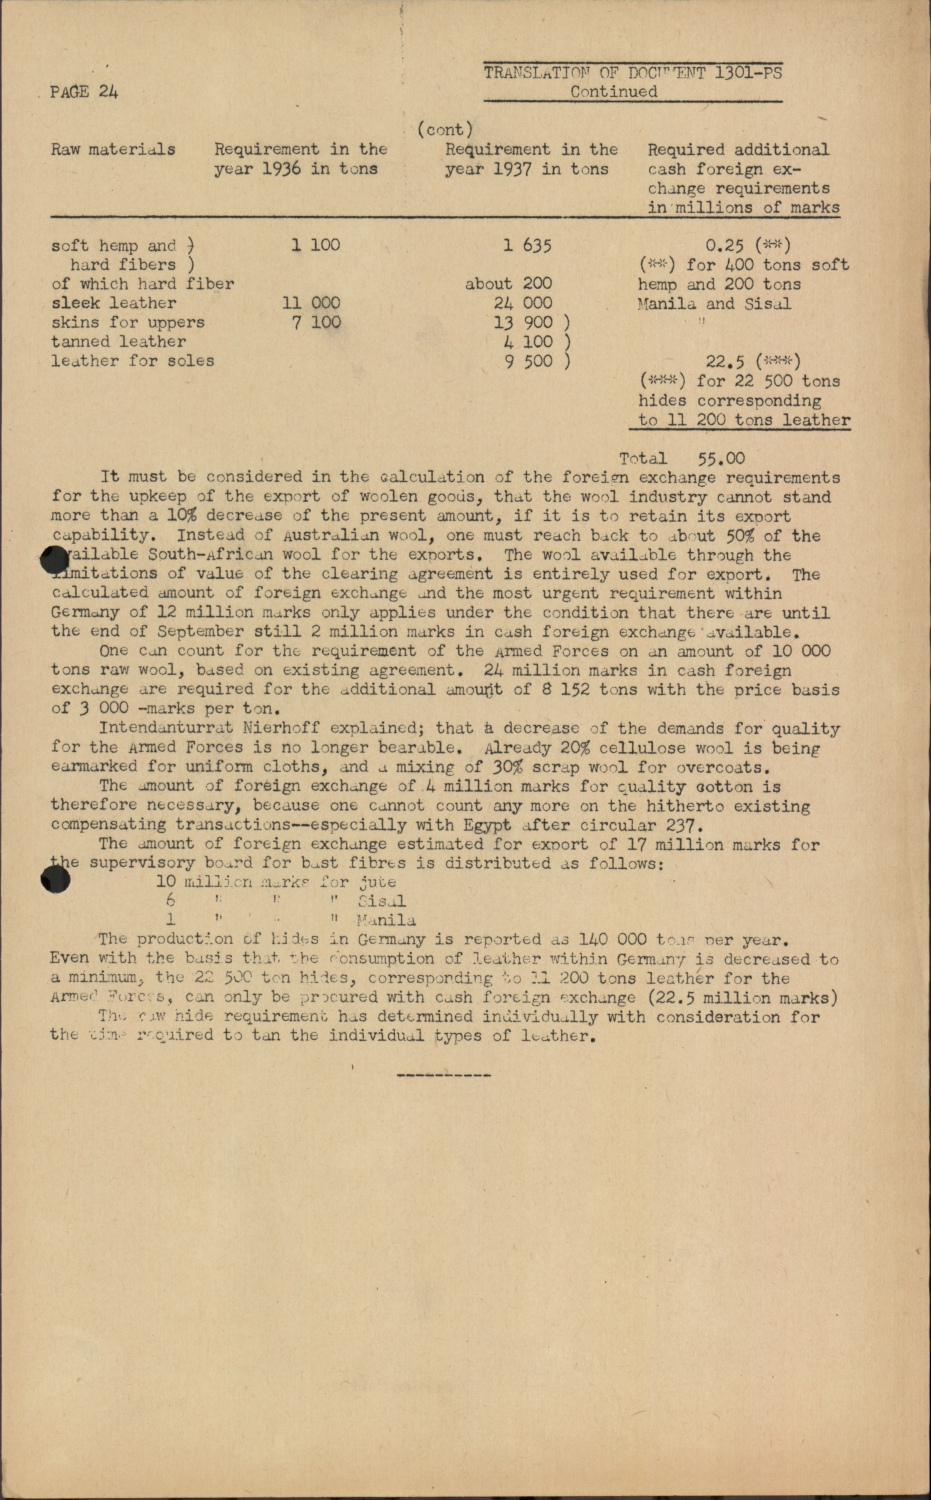 TRANSLATION OF DOCUMENT 1301-PS
PAGE 24 Continued
(cont)
Raw materials Requirement in the Requirement in the Required additional
year 1936 in tons year 1937 in tons cash foreign ex-
change requirements
in millions of marks
soft hemp and ) 1 100 1 635 0.25 (**)
hard fibers ) (**) for 400 tons soft
of which hard fiber about 200 hemp and 200 tons
sleek leather 11 000 24 000 Manila and Sisal
skins for uppers 7 100 13 900 ) "
tanned leather 4 100 )
leather for soles 9 500 ) 22.5 (***)
(***) for 22 500 tons
hides corresponding
to 11 200 tons leather
Total 55.00
It must be considered in the calculation of the foreign exchange requirements
for the upkeep of the export of woolen goods, that the wool industry cannot stand
more than a 10% decrease of the present amount, if it is to retain its export
capability. Instead of Australian wool, one must reach back to about 50% of the
vailable South-African wool for the exports. The wool available through the
limitations of value of the clearing agreement is entirely used for export. The
calculated amount of foreign exchange and the most urgent requirement within
Germany of 12 million marks only applies under the condition that there are until
the end of September still 2 million marks in cash foreign exchange available.
One can count for the requirement of the Armed Forces on an amount of 10 000
tons raw wool, based on existing agreement. 24 million marks in cash foreign
exchange are required for the additional amount of 8 152 tons with the price basis
of 3 000 -marks per ton.
Intendanturrat Nierhoff explained; that a decrease of the demands for quality
for the Armed Forces is no longer bearable. Already 20% cellulose wool is being
earmarked for uniform cloths, and a mixing of 30% scrap wool for overcoats.
The amount of foreign exchange of 4 million marks for quality cotton is
therefore necessary, because one cannot count any more on the hitherto existing
compensating transactions--especially with Egypt after circular 237.
The amount of foreign exchange estimated for export of 17 million marks for
the supervisory board for bast fibres is distributed as follows:
10 million marks for jute
6 " " " Sisal
1 " " " Manila
The production of hides in Germany is reported as 140 000 tons per year.
Even with the basis that the consumption of leather within Germany is decreased to
a minimum, the 22 500 ton hides, corresponding to 11 200 tons leather for the
Armed Forces, can only be procured with cash foreign exchange (22.5 million marks)
The raw hide requirement has determined individually with consideration for
the time required to tan the individual types of leather.
----------